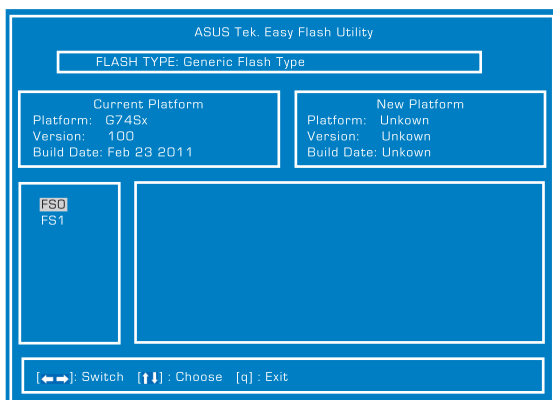 ASUS Tek. Easy Flash Utility
FLASH TYPE: Generic Flash Type
Current Platform
Platform: G74Sx
Version: 100
Build Date: Feb 23 2011
New Platform
Platform: Unkown
Version: Unkown
Build Date: Unkown
FS0
FS1
[←→]: Switch [↑↓] : Choose [q] : Exit